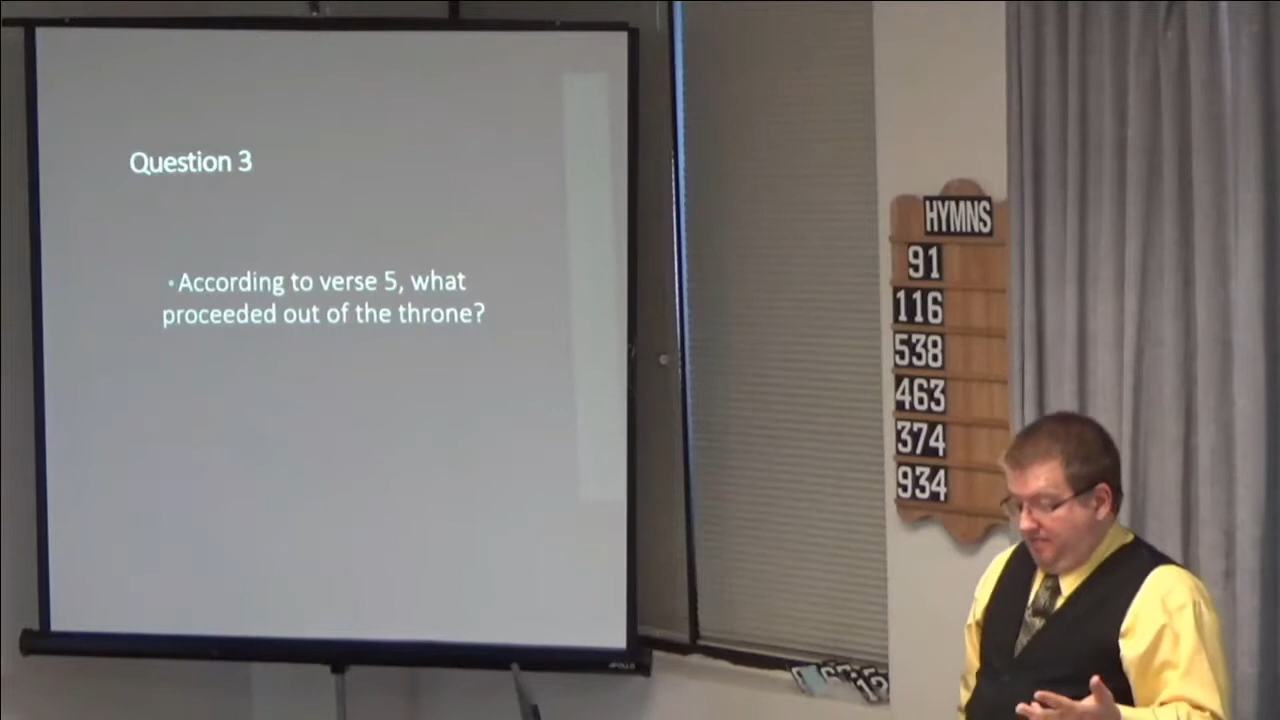 Question 3
•According to verse 5, what
proceeded out of the throne?
HYMNS
91
116
538
463
374
934
APOLLO